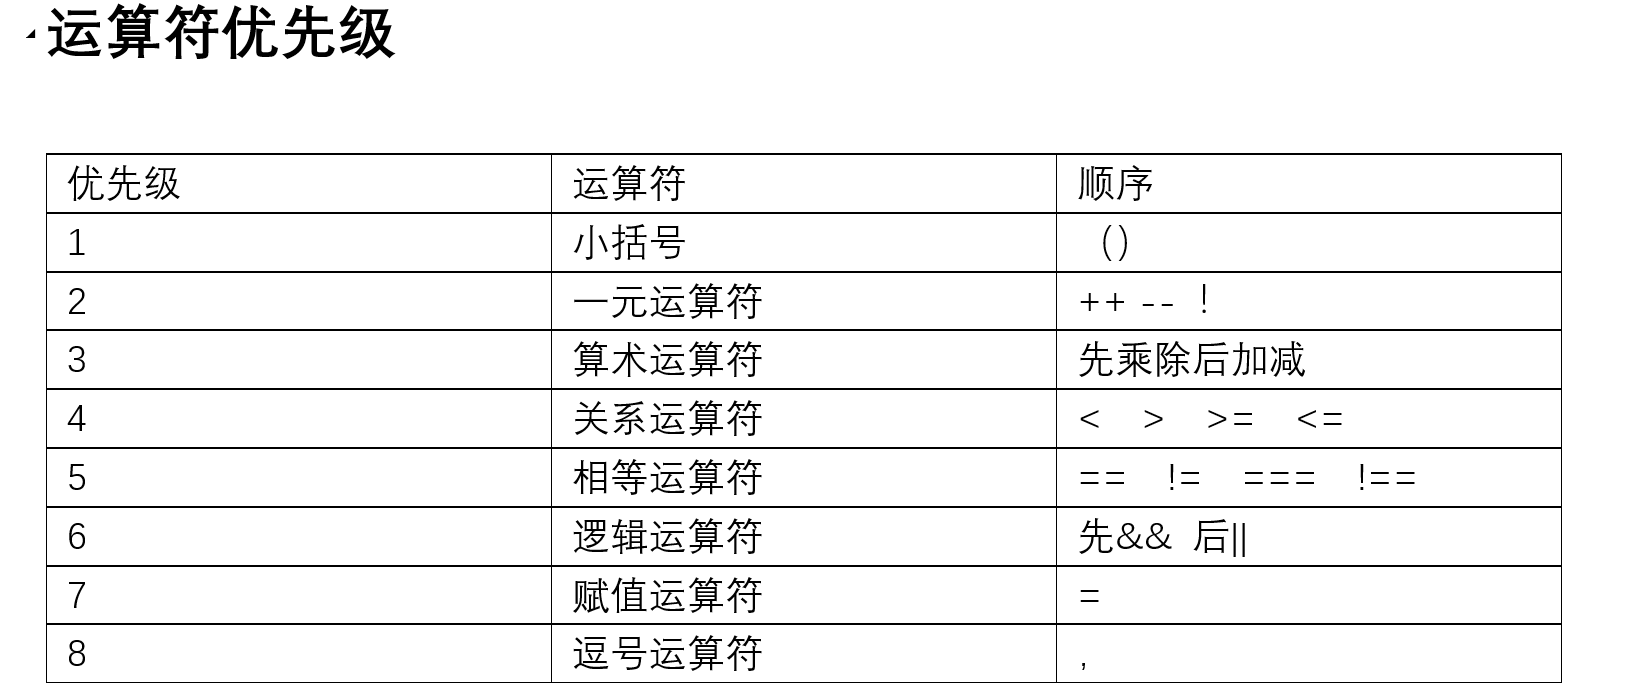 运算符优先级
优先级 运算符 顺序
1 小括号 ()
2 一元运算符 ++ -- !
3 算术运算符 先乘除后加减
4 关系运算符 < > >= <=
5 相等运算符 == != === !==
6 逻辑运算符 先&& 后||
7 赋值运算符 =
8 逗号运算符 ,